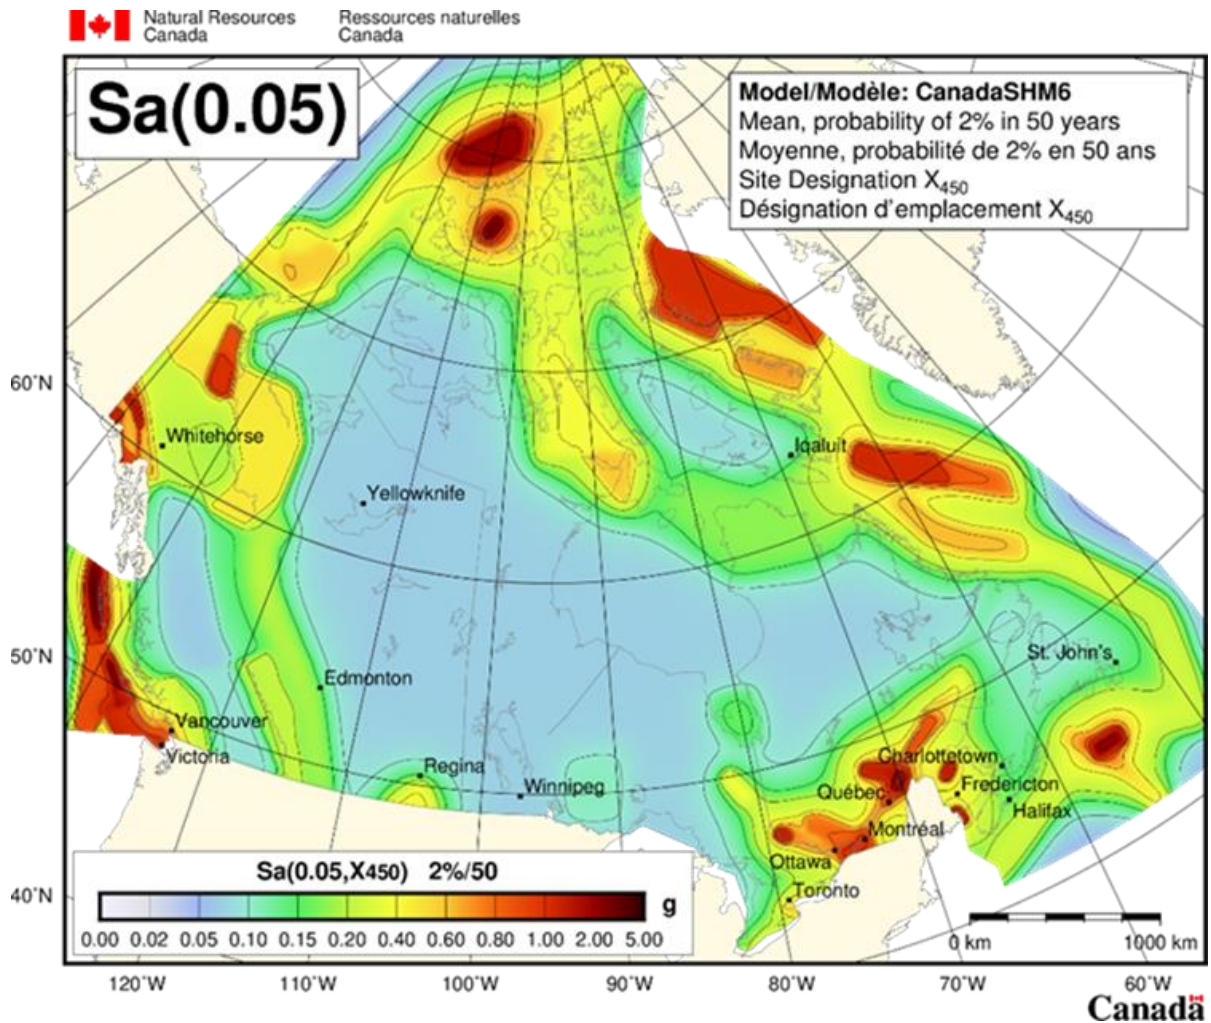 Natural Resources Canada
Ressources naturelles Canada
Sa(0.05)
Model/Modèle: CanadaSHM6
Mean, probability of 2% in 50 years
Moyenne, probabilité de 2% en 50 ans
Site Designation X450
Désignation d'emplacement X450
60˚N
Whitehorse
Iqaluit
Yellowknife
50˚N
St. John's
Edmonton
Vancouver
Victoria
Charlottetown
Regina
Fredericton
Winnipeg
Québec
Halifax
Montréal
Ottawa
Toronto
40˚N
Sa(0.05,X450) 2%/50
g
0.00 0.02 0.05 0.10 0.15 0.20 0.40 0.60 0.80 1.00 2.00 5.00
0 km 1000 km
120˚W 110˚W 100˚W 90˚W 80˚W 70˚W 60˚W
Canada